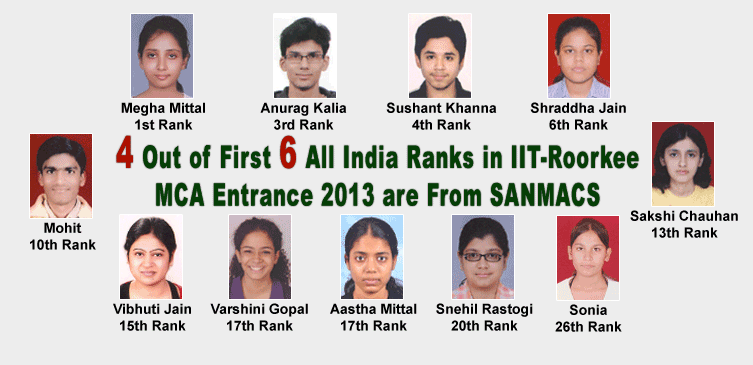 Megha Mittal
1st Rank
Anurag Kalia
3rd Rank
Sushant Khanna
4th Rank
Shraddha Jain
6th Rank
4 Out of First 6 All India Ranks in IIT-Roorkee
MCA Entrance 2013 are From SANMACS
Mohit
10th Rank
Sakshi Chauhan
13th Rank
Vibhuti Jain
15th Rank
Varshini Gopal
17th Rank
Aastha Mittal
17th Rank
Snehil Rastogi
20th Rank
Sonia
26th Rank